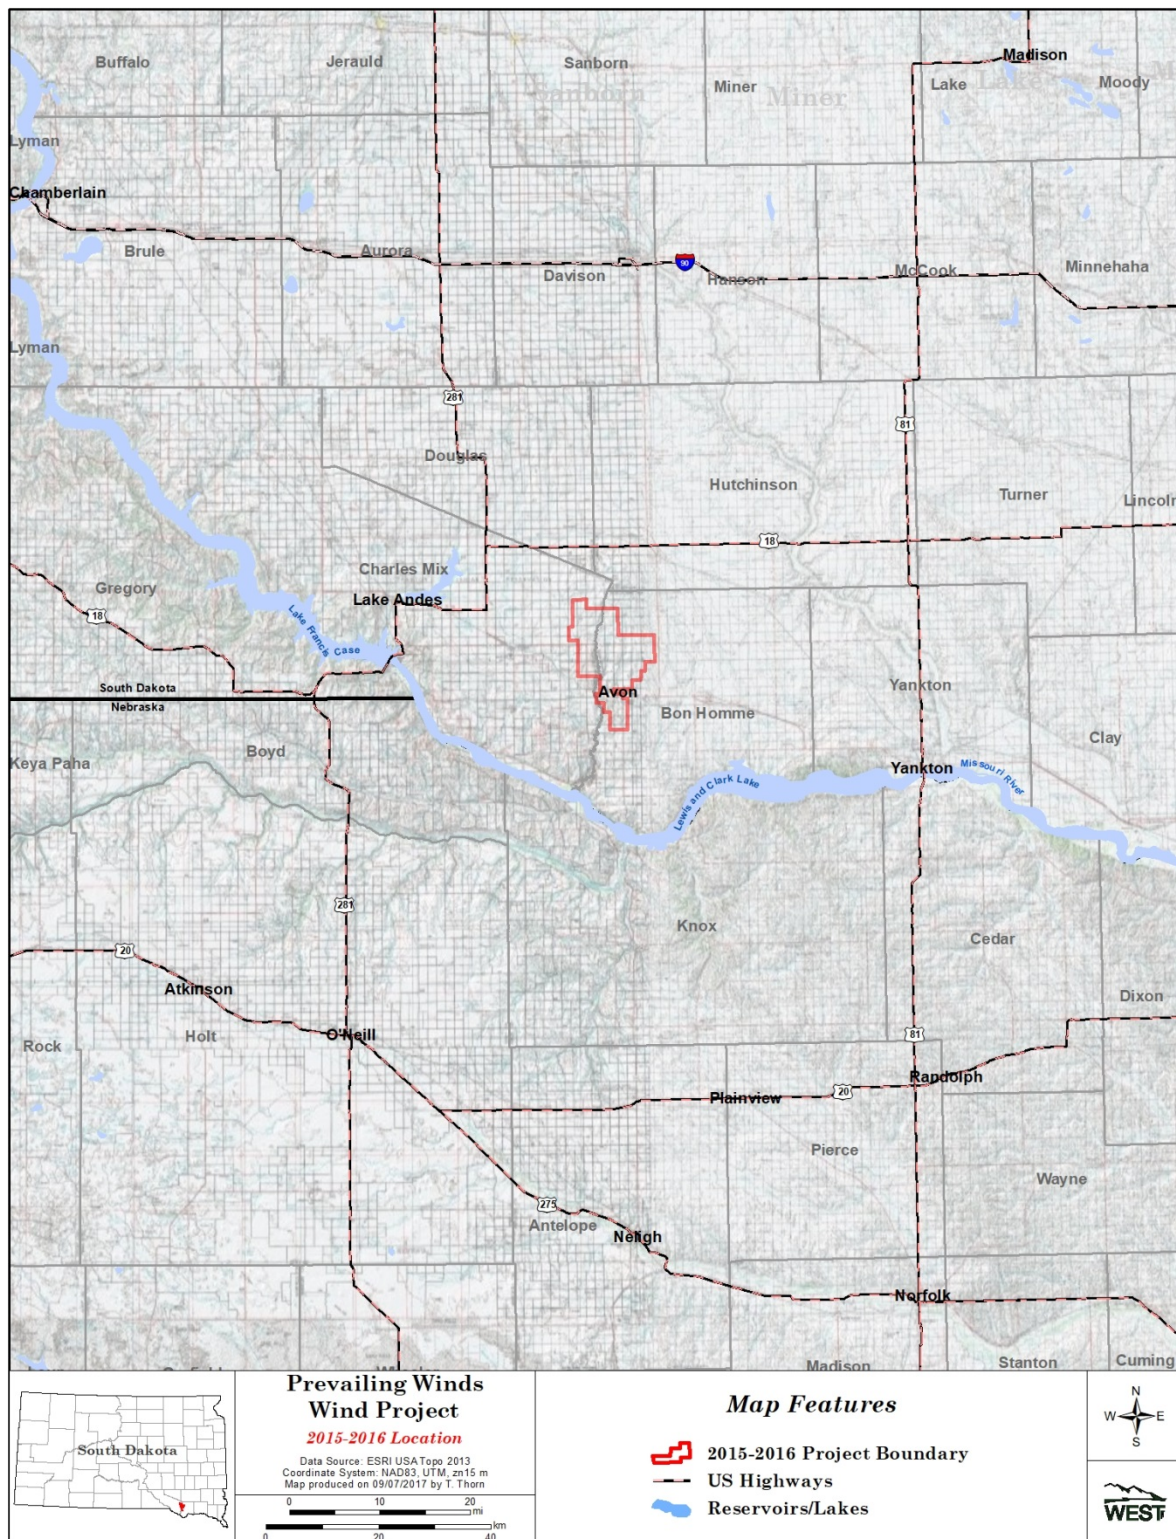 Madison
Buffalo
Jerauld
Sanborn
Sanborn
Miner
Miner
Lake
Lake
Moody
Lyman
Chamberlain
Brule
Aurora
Davison
90
Hanson
McCook
Minnehaha
Lyman
281
81
Douglas
Hutchinson
Turner
Lincoln
18
Charles Mix
Gregory
Lake Andes
18
Lake Francis Case
South Dakota
Nebraska
Avon
Yankton
Bon Homme
Clay
Boyd
Keya Paha
Yankton
Missouri River
Lewis and Clark Lake
281
Knox
Cedar
20
Atkinson
Dixon
Holt
O'Neill
Rock
81
Randolph
20
Plainview
Pierce
Wayne
275
Antelope
Neligh
Norfolk
Madison
Stanton
Cuming
South Dakota
Prevailing Winds
Wind Project
2015-2016 Location
Data Source: ESRI USA Topo 2013
Coordinate System: NAD83, UTM, zn15 m
Map produced on 09/07/2017 by T. Thorn
0 10 20
mi
km
0 20 40
Map Features
2015-2016 Project Boundary
US Highways
Reservoirs/Lakes
N
W E
S
WEST